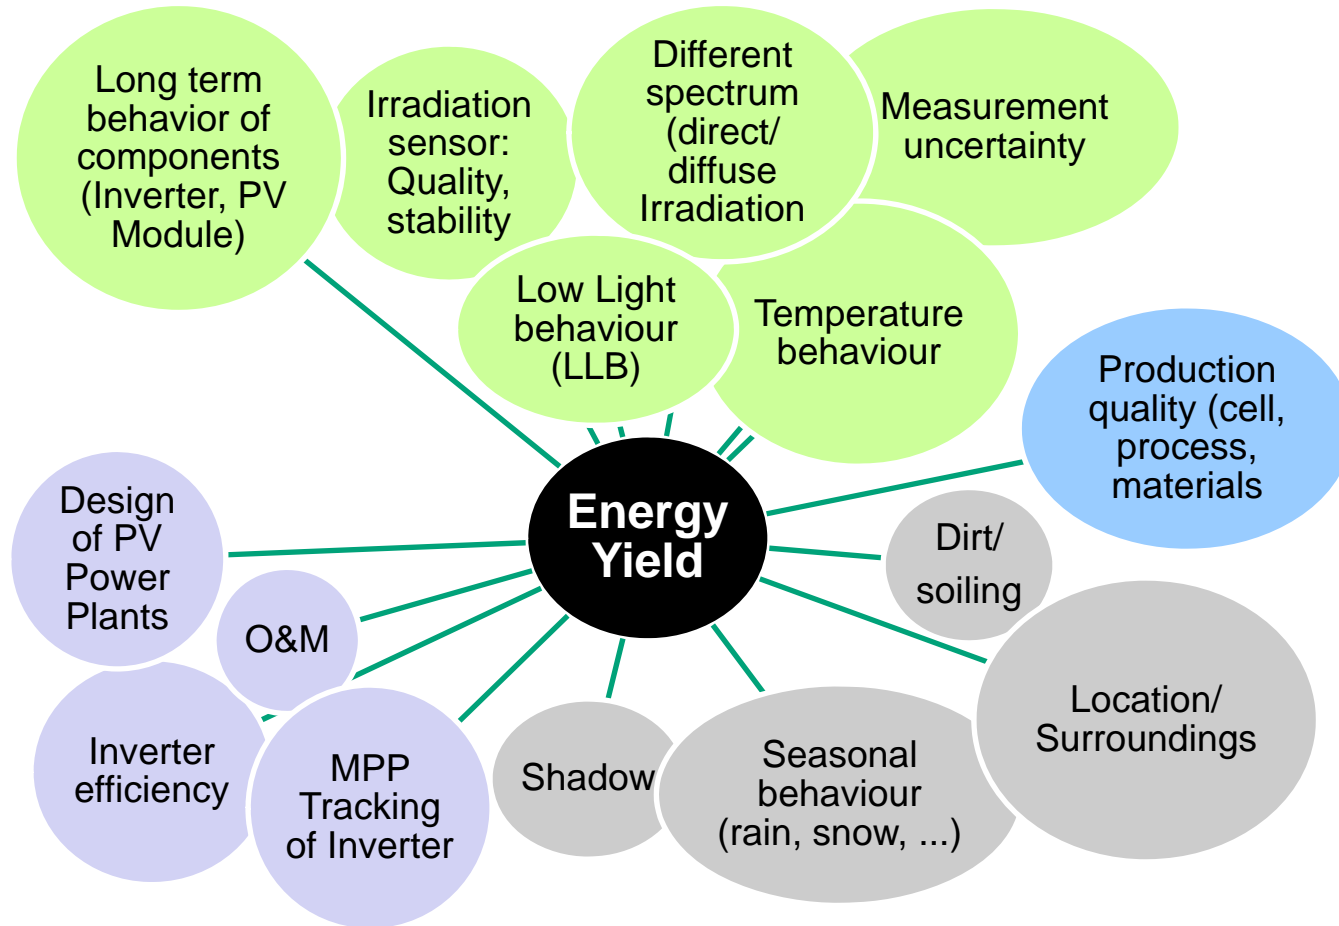 Long term
behavior of
components
(Inverter, PV
Module)
Irradiation
sensor:
Quality,
stability
Different
spectrum
(direct/
diffuse
Irradiation
Measurement
uncertainty
Low Light
behaviour
(LLB)
Temperature
behaviour
Production
quality (cell,
process,
materials
Energy
Yield
Design
of PV
Power
Plants
O&M
Inverter
efficiency
MPP
Tracking
of Inverter
Shadow
Seasonal
behaviour
(rain, snow, ...)
Dirt/
soiling
Location/
Surroundings